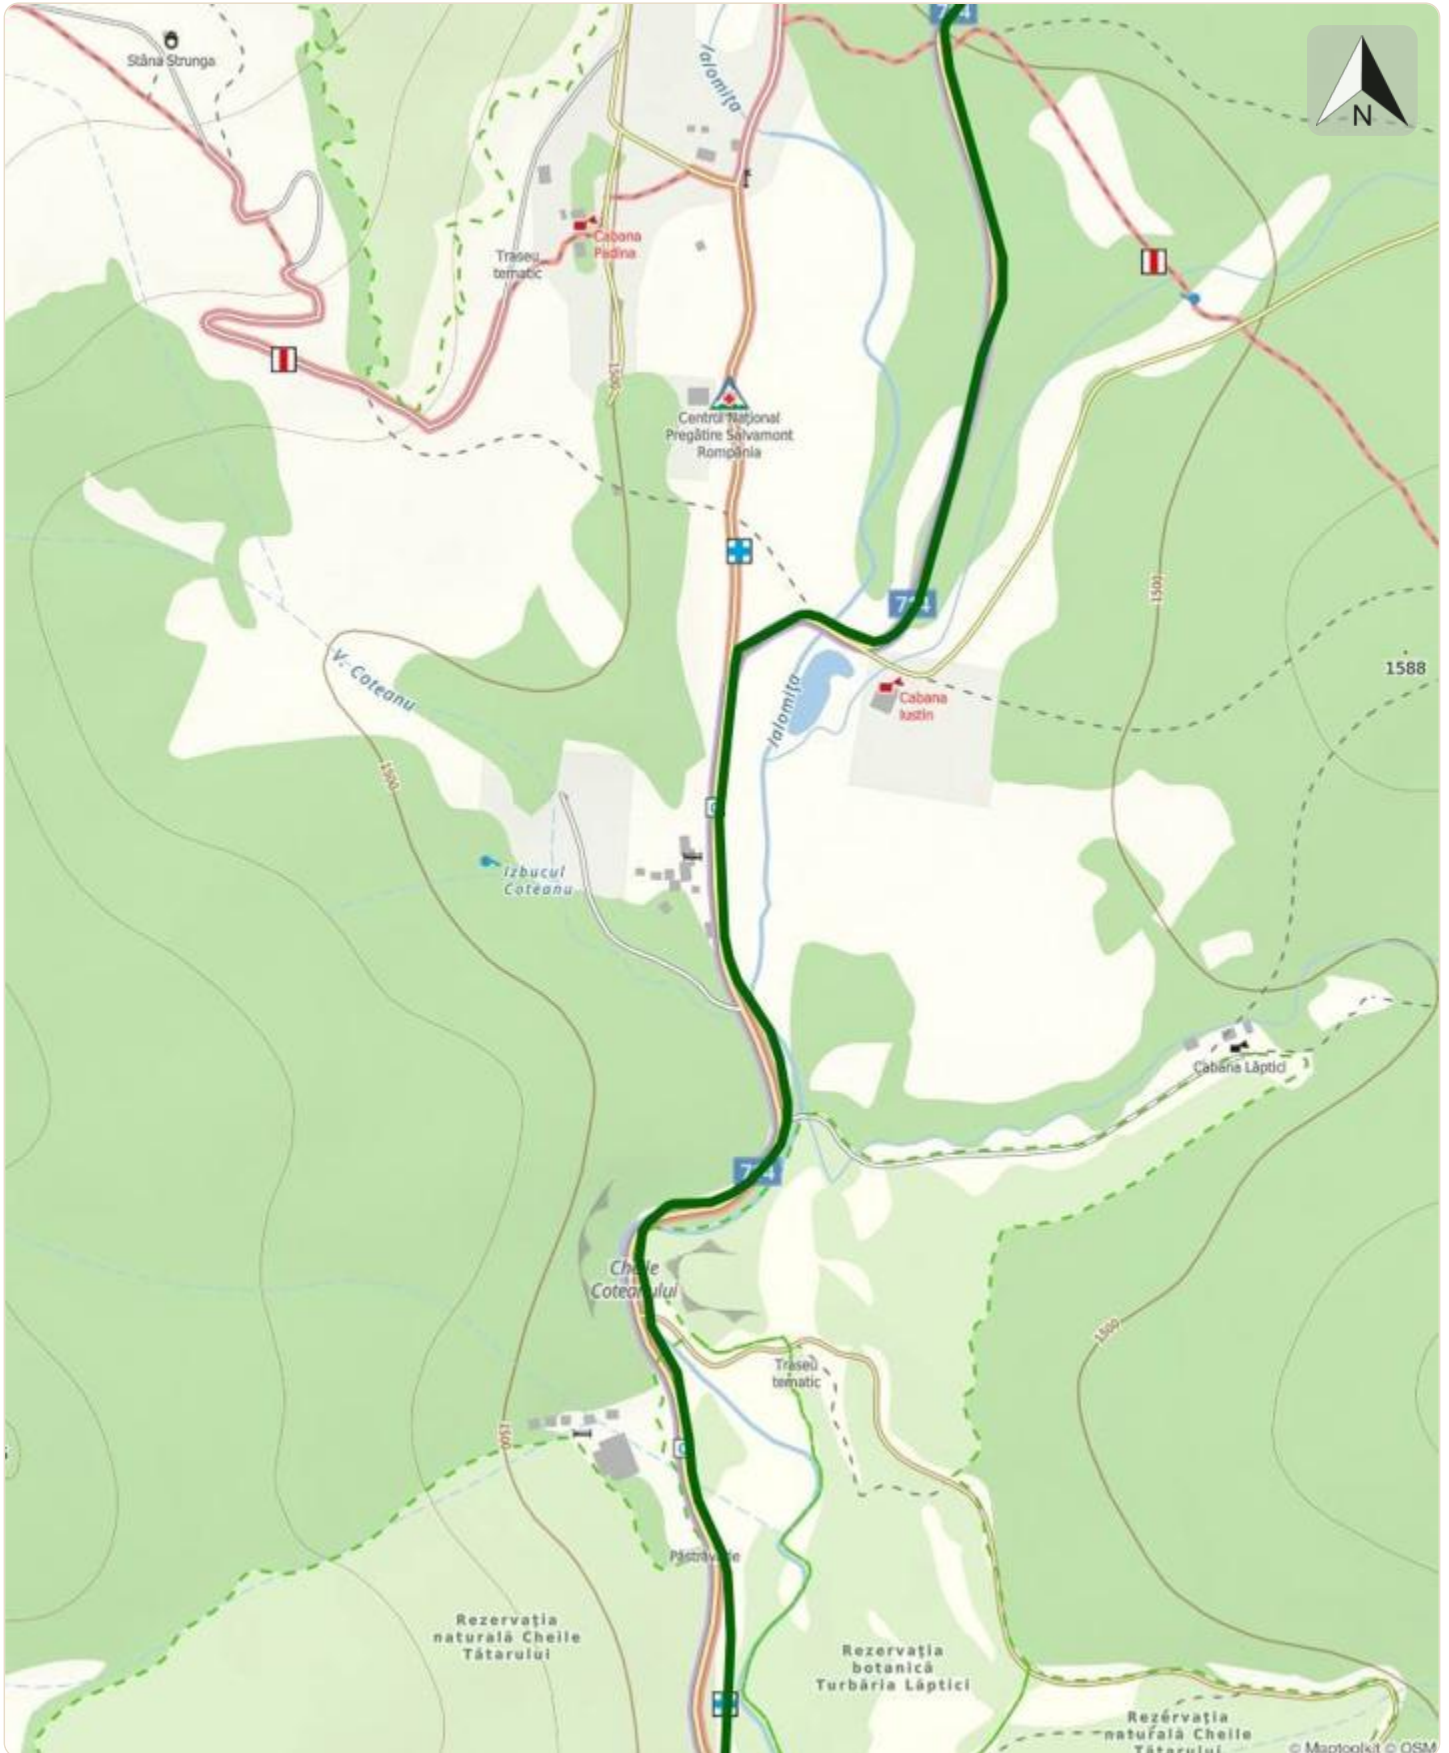 Stâna Strunga
Ialomița
N
Cabana
Padina
Traseu
tematic
1500
Centrul Național
Pregătire Salvamont
România
1500
1588
V. Coteanu
Ialomița
Cabana
Iustin
1500
Izbucul
Coteanu
Cabana Lăptici
Cheile
Coteanului
1500
Traseu
tematic
1500
Păstrăvarie
Rezervația
naturală Cheile
Tătarului
Rezervația
botanică
Turbăria Lăptici
Rezervația
naturală Cheile
Tătarului
© Maptoolkit © OSM